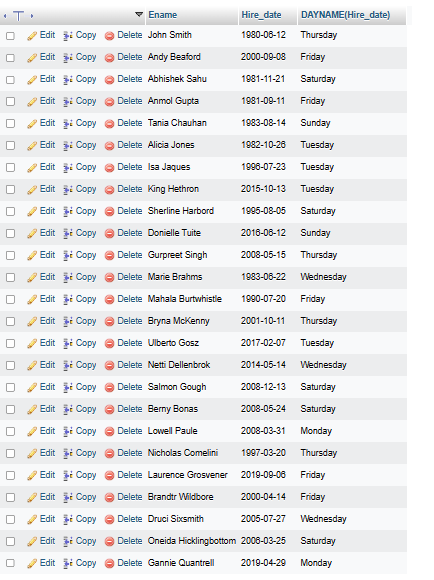 Ename Hire_date DAYNAME(Hire_date)
Edit Copy Delete John Smith 1980-06-12 Thursday
Edit Copy Delete Andy Beaford 2000-09-08 Friday
Edit Copy Delete Abhishek Sahu 1981-11-21 Saturday
Edit Copy Delete Anmol Gupta 1981-09-11 Friday
Edit Copy Delete Tania Chauhan 1983-08-14 Sunday
Edit Copy Delete Alicia Jones 1982-10-26 Tuesday
Edit Copy Delete Isa Jaques 1996-07-23 Tuesday
Edit Copy Delete King Hethron 2015-10-13 Tuesday
Edit Copy Delete Sherline Harbord 1995-08-05 Saturday
Edit Copy Delete Donielle Tuite 2016-06-12 Sunday
Edit Copy Delete Gurpreet Singh 2008-05-15 Thursday
Edit Copy Delete Marie Brahms 1983-06-22 Wednesday
Edit Copy Delete Mahala Burtwhistle 1990-07-20 Friday
Edit Copy Delete Bryna McKenny 2001-10-11 Thursday
Edit Copy Delete Ulberto Gosz 2017-02-07 Tuesday
Edit Copy Delete Netti Dellenbrok 2014-05-14 Wednesday
Edit Copy Delete Salmon Gough 2008-12-13 Saturday
Edit Copy Delete Berny Bonas 2008-05-24 Saturday
Edit Copy Delete Lowell Paule 2008-03-31 Monday
Edit Copy Delete Nicholas Comelini 1997-03-20 Thursday
Edit Copy Delete Laurence Grosvener 2019-09-06 Friday
Edit Copy Delete Brandtr Wildbore 2000-04-14 Friday
Edit Copy Delete Druci Sixsmith 2005-07-27 Wednesday
Edit Copy Delete Oneida Hicklingbottom 2006-03-25 Saturday
Edit Copy Delete Gannie Quantrell 2019-04-29 Monday